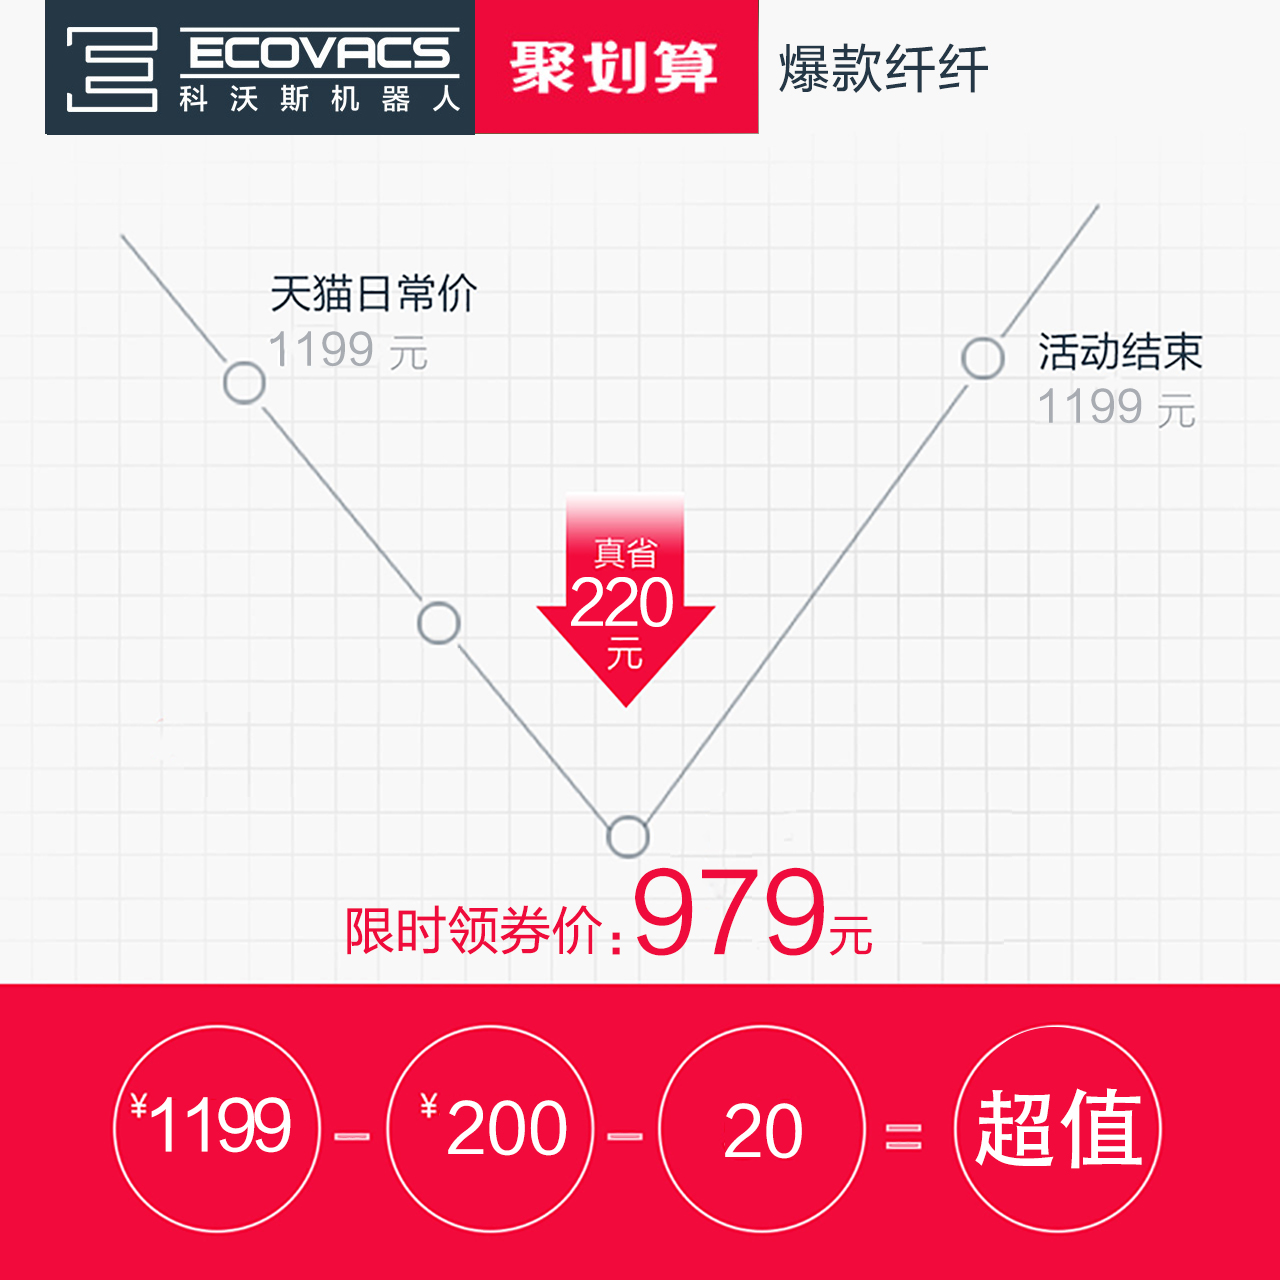 ECOVACS
科沃斯机器人
聚划算
爆款纤纤
天猫日常价
1199 元
活动结束
1199 元
真省
220
元
限时领券价:979元
¥1199 – ¥200 – 20 = 超值